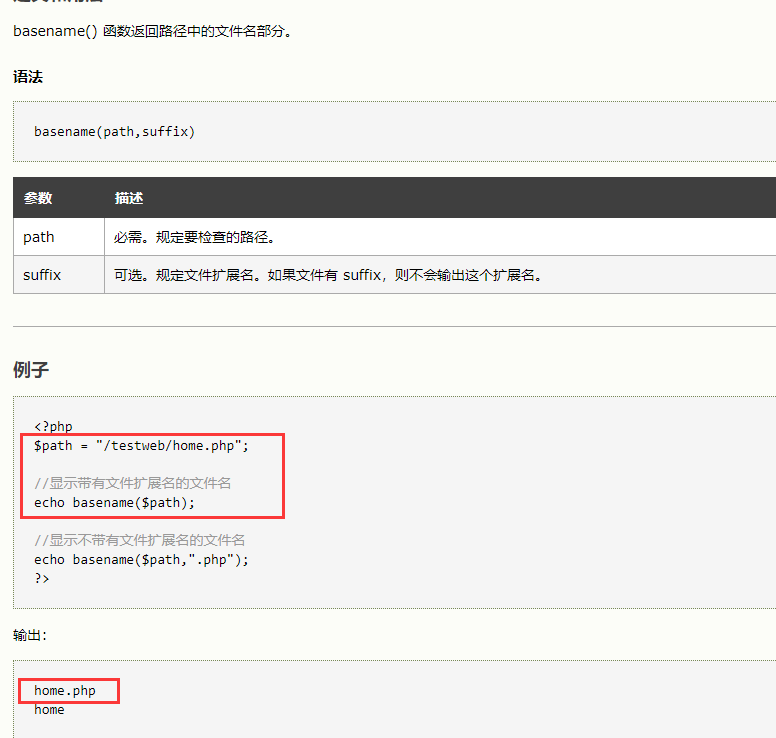 basename() 函数返回路径中的文件名部分。
语法
basename(path,suffix)
参数 描述
path 必需。规定要检查的路径。
suffix 可选。规定文件扩展名。如果文件有 suffix，则不会输出这个扩展名。
例子
<?php
$path = "/testweb/home.php";
//显示带有文件扩展名的文件名
echo basename($path);
//显示不带有文件扩展名的文件名
echo basename($path,".php");
?>
输出：
home.php
home